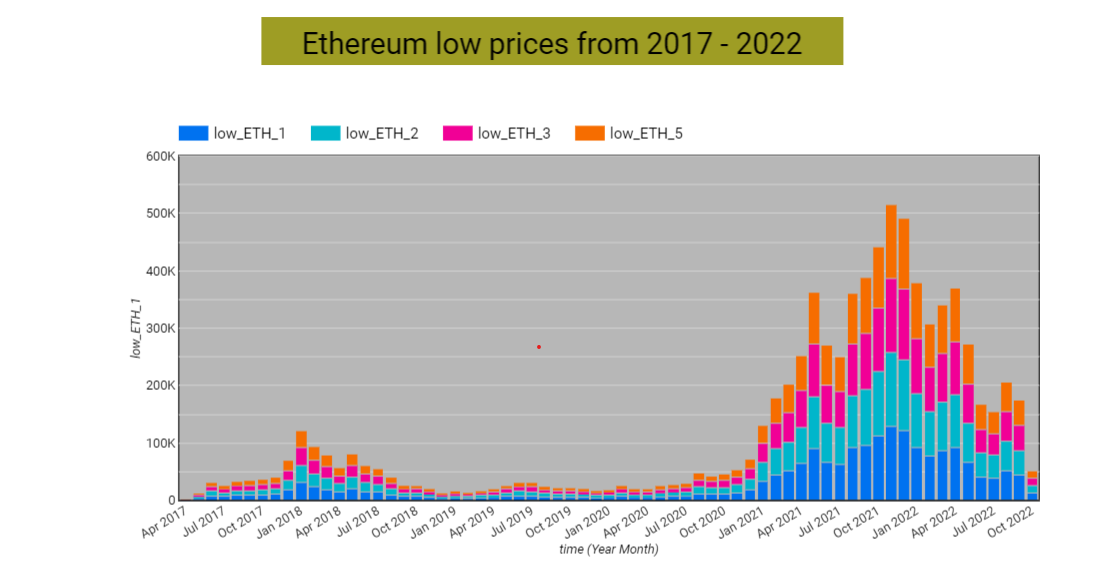 Ethereum low prices from 2017 - 2022
low_ETH_1 low_ETH_2 low_ETH_3 low_ETH_5
600K
500K
400K
300K
200K
100K
0
low_ETH_1
Apr 2017 Jul 2017 Oct 2017 Jan 2018 Apr 2018 Jul 2018 Oct 2018 Jan 2019 Apr 2019 Jul 2019 Oct 2019 Jan 2020 Apr 2020 Jul 2020 Oct 2020 Jan 2021 Apr 2021 Jul 2021 Oct 2021 Jan 2022 Apr 2022 Jul 2022 Oct 2022
time (Year Month)